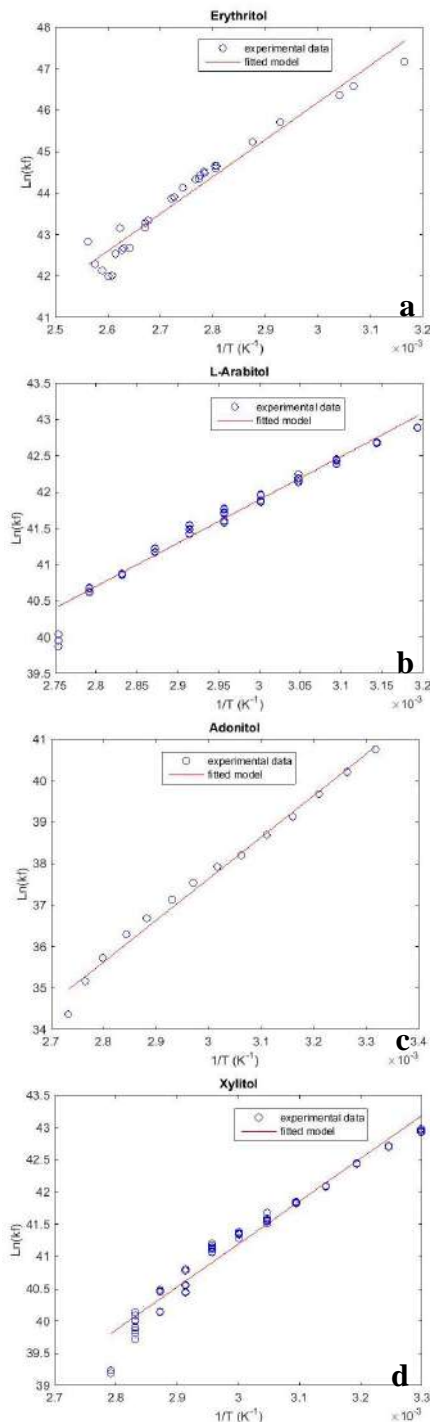 Erythritol
48
47
46
45
44
43
42
41
experimental data
fitted model
Ln(kf)
2.5 2.6 2.7 2.8 2.9 3 3.1 3.2
1/T (K-1) ×10-3
a
L-Arabitol
43.5
43
42.5
42
41.5
41
40.5
40
39.5
experimental data
fitted model
Ln(kf)
2.75 2.8 2.85 2.9 2.95 3 3.05 3.1 3.15 3.2
1/T (K-1) ×10-3
b
Adonitol
41
40
39
38
37
36
35
34
experimental data
fitted model
Ln(kf)
2.7 2.8 2.9 3 3.1 3.2 3.3 3.4
1/T (K-1) ×10-3
c
Xylitol
43.5
43
42.5
42
41.5
41
40.5
40
39.5
39
experimental data
fitted model
Ln(kf)
2.7 2.8 2.9 3 3.1 3.2 3.3
1/T (K-1) ×10-3
d